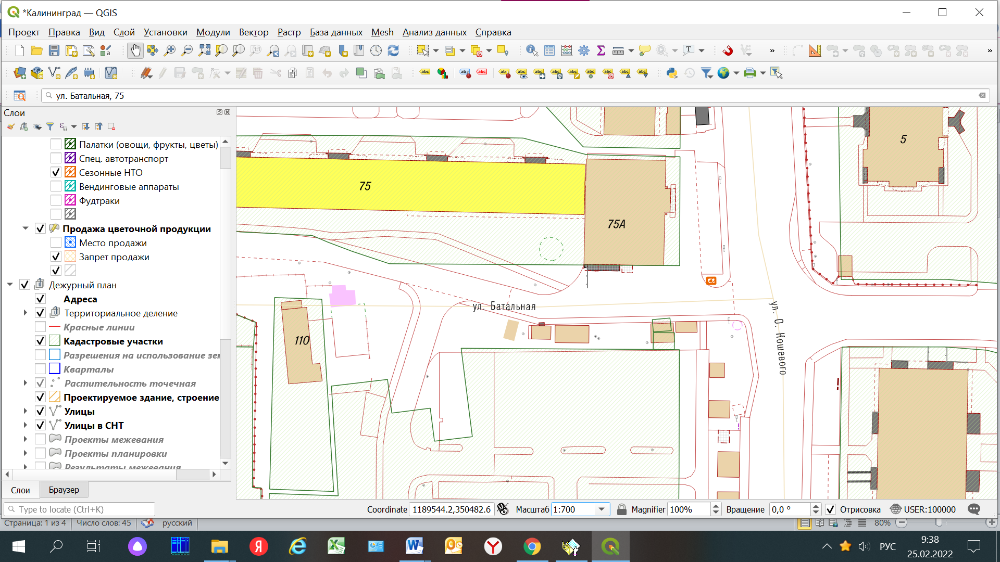 *Калининград — QGIS
Проект Правка Вид Слой Установки Модули Вектор Растр База данных Mesh Анализ данных Справка
ул. Батальная, 75
Слои
Палатки (овощи, фрукты, цветы)
Спец. автотранспорт
Сезонные НТО
Вендинговые аппараты
Фудтраки
Продажа цветочной продукции
Место продажи
Запрет продажи
Дежурный план
Адреса
Территориальное деление
Красные линии
Кадастровые участки
Разрешения на использование зем
Кварталы
Растительность точечная
Проектируемое здание, строение
Улицы
Улицы в СНТ
Проекты межевания
Проекты планировки
Результаты межевания
Слои Браузер
75
75А
5
110
ул. Батальная
ул. О. Кошевого
Type to locate (Ctrl+K)
Coordinate 1189544.2,350482.6 Масштаб 1:700 Magnifier 100% Вращение 0,0 ° Отрисовка USER:100000
Страница: 1 из 4 Число слов: 45 русский 80%
РУС
9:38
25.02.2022